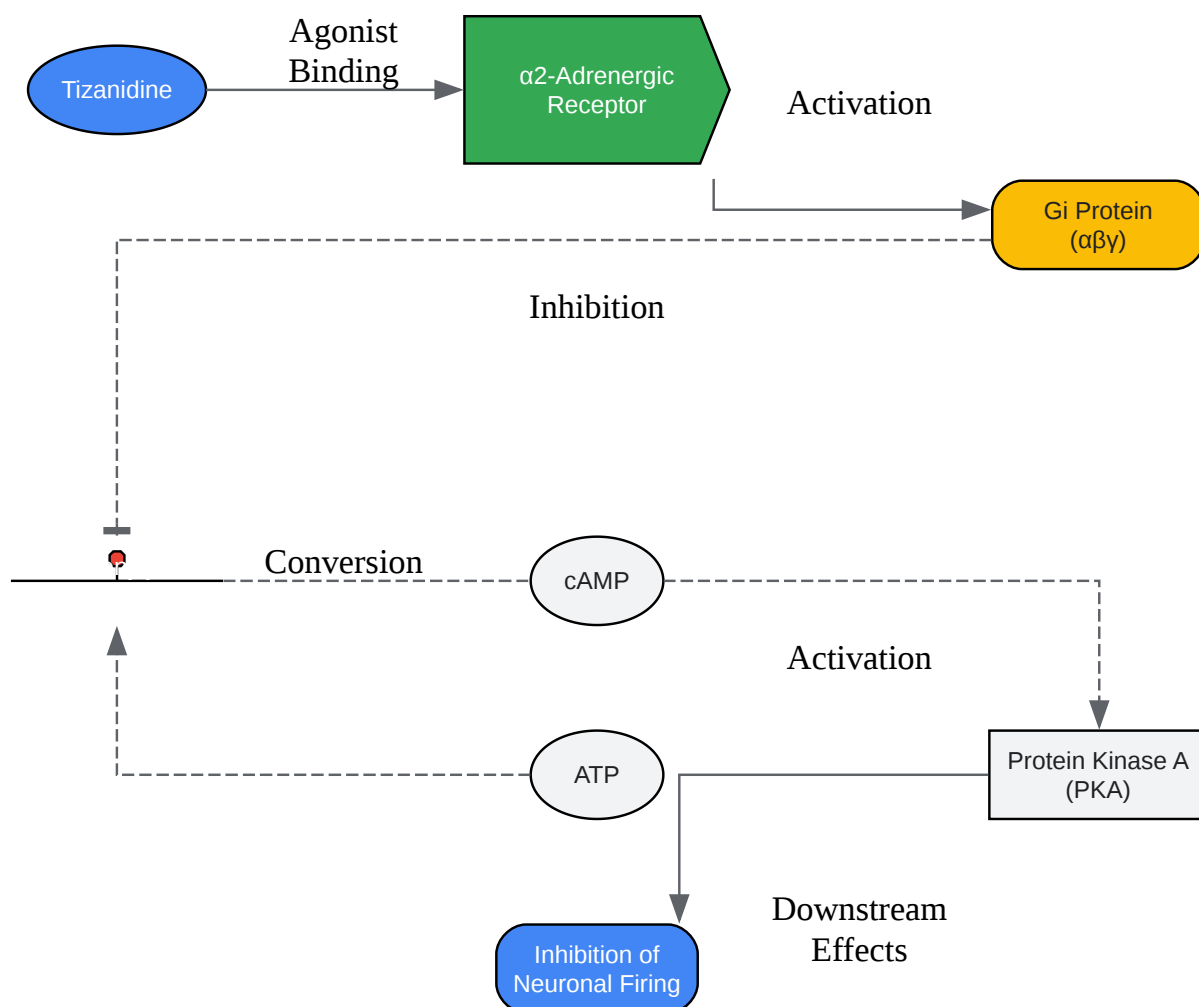 Agonist
Binding
Tizanidine
α2-Adrenergic
Receptor
Activation
Gi Protein
(αβγ)
Inhibition
Conversion
cAMP
Activation
ATP
Protein Kinase A
(PKA)
Downstream
Effects
Inhibition of
Neuronal Firing